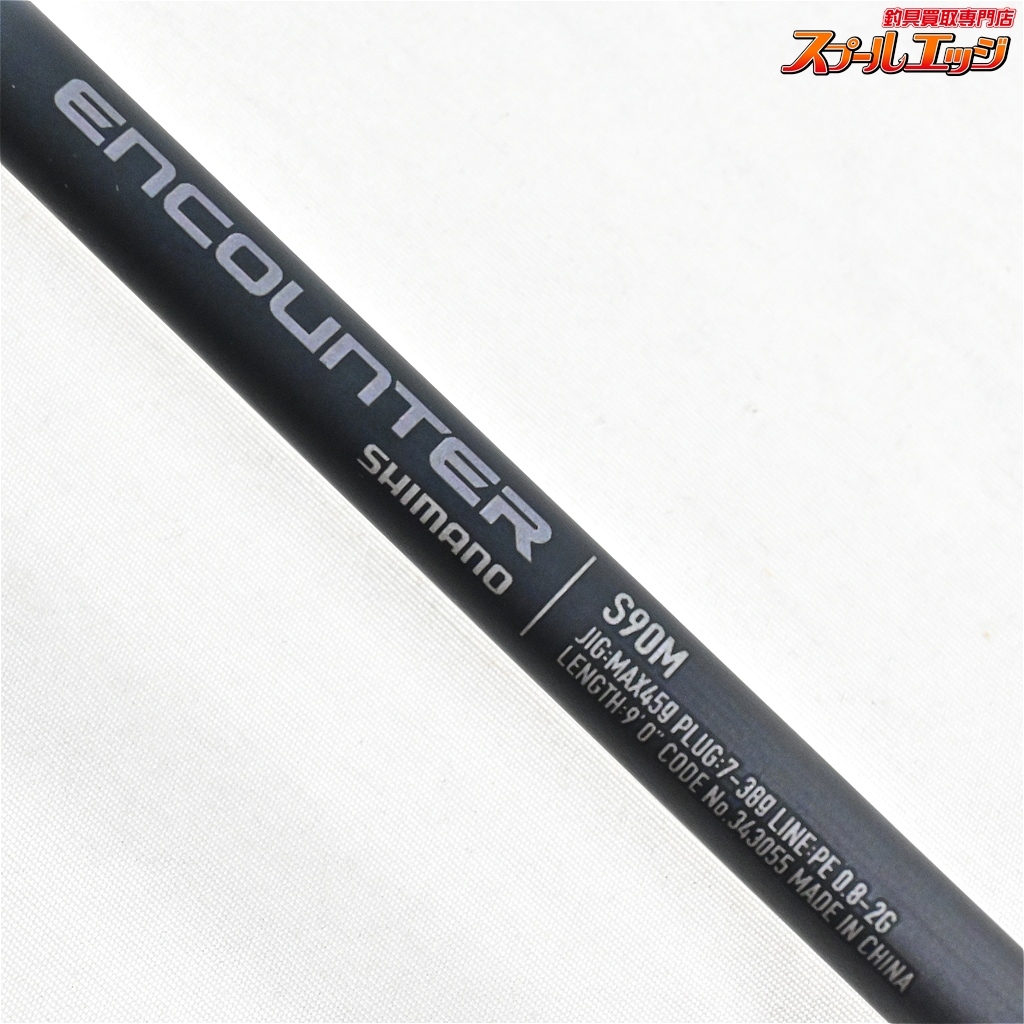 釣具買取専門店
スプールエッジ
ENCOUNTER
SHIMANO
S90M
JIG:MAX45g PLUG:7-38g LINE:PE 0.8-2G
LENGTH:9'0" CODE No.343055 MADE IN CHINA